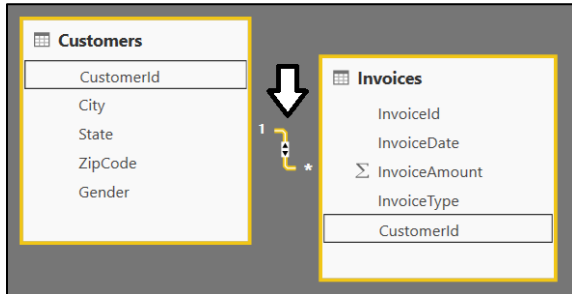 Customers
CustomerId
City
State
ZipCode
Gender
1
*
Invoices
InvoiceId
InvoiceDate
Σ InvoiceAmount
InvoiceType
CustomerId